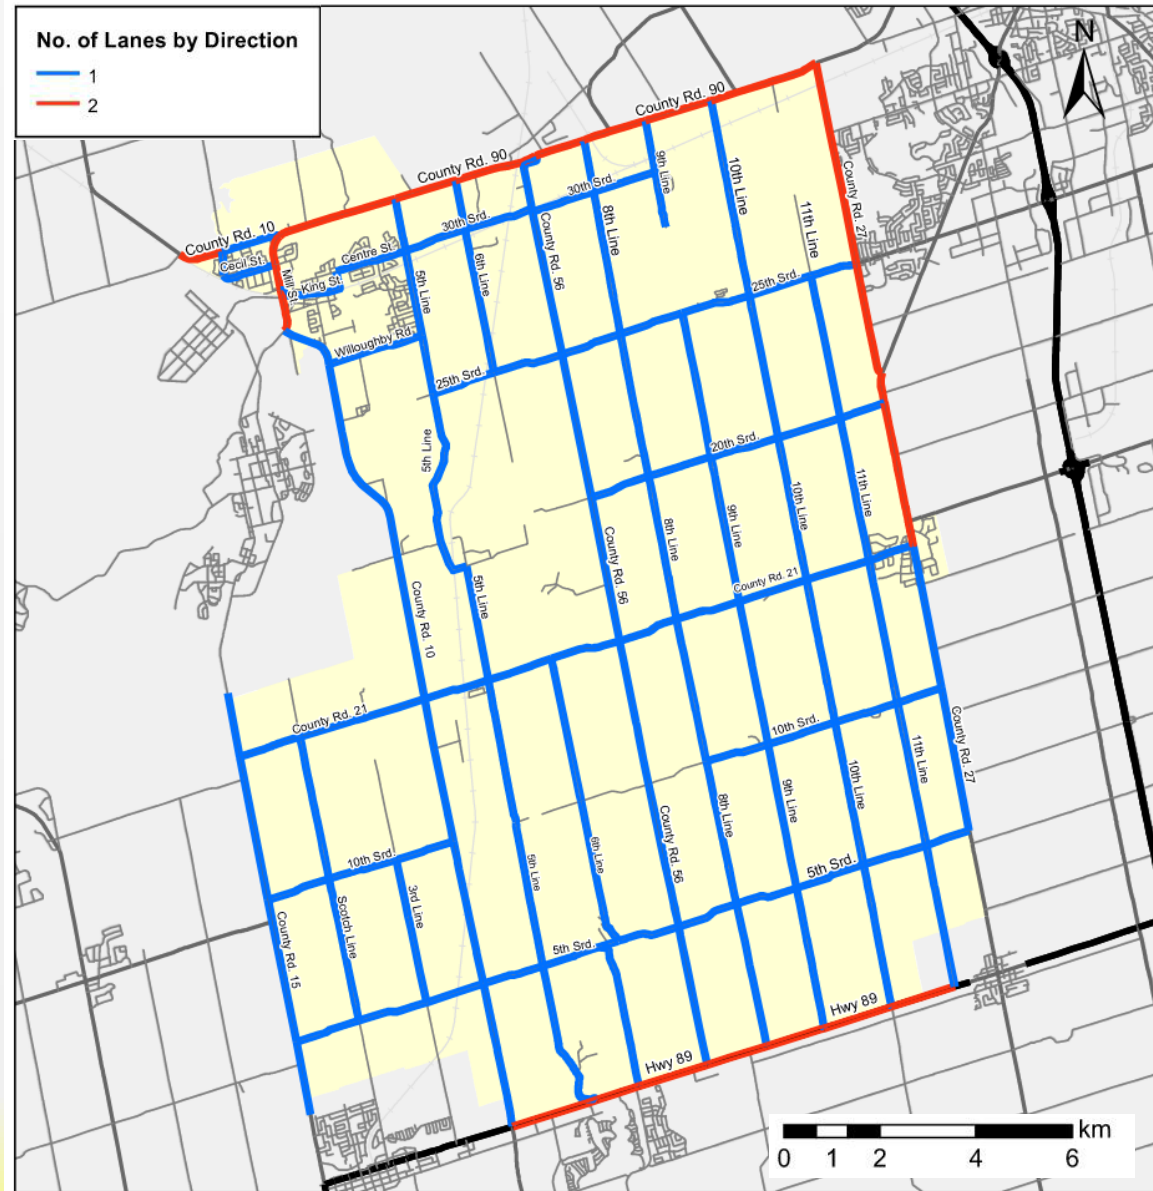 No. of Lanes by Direction
1
2
N
County Rd. 90
County Rd. 90
9th Line
10th Line
County Rd. 27
30th Srd.
30th Srd.
11th Line
County Rd. 10
Cecil St.
Centre St.
King St
Mill St.
5th Line
6th Line
County Rd. 56
8th Line
25th Srd.
Willoughby Rd.
25th Srd.
5th Line
20th Srd.
11th Line
10th Line
9th Line
8th Line
County Rd. 56
County Rd. 21
5th Line
County Rd. 10
County Rd. 21
10th Srd.
County Rd. 27
11th Line
10th Line
9th Line
8th Line
County Rd. 56
6th Line
5th Line
10th Srd.
3rd Line
Scotch Line
County Rd. 15
5th Srd.
5th Srd.
Hwy 89
Hwy 89
km
0 1 2 4 6